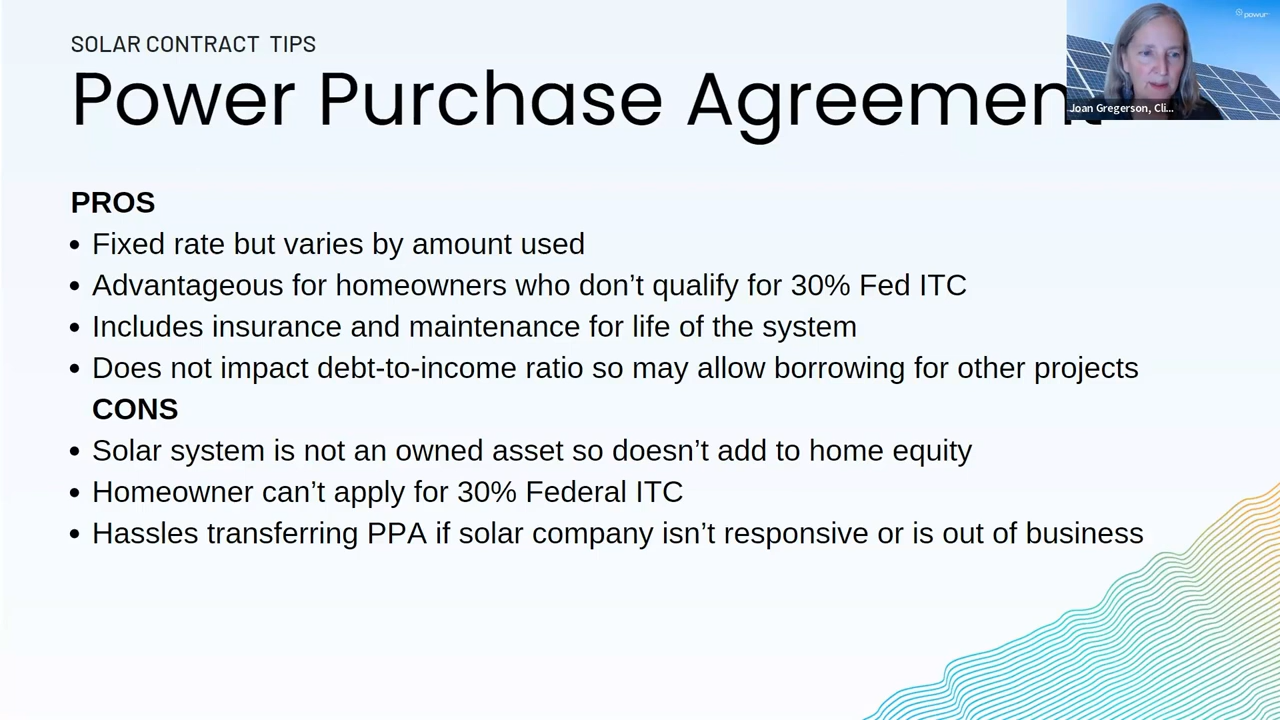 SOLAR CONTRACT TIPS
Power Purchase Agreement
powur
Joan Gregerson, Cli...
PROS
• Fixed rate but varies by amount used
• Advantageous for homeowners who don’t qualify for 30% Fed ITC
• Includes insurance and maintenance for life of the system
• Does not impact debt-to-income ratio so may allow borrowing for other projects
CONS
• Solar system is not an owned asset so doesn’t add to home equity
• Homeowner can’t apply for 30% Federal ITC
• Hassles transferring PPA if solar company isn’t responsive or is out of business